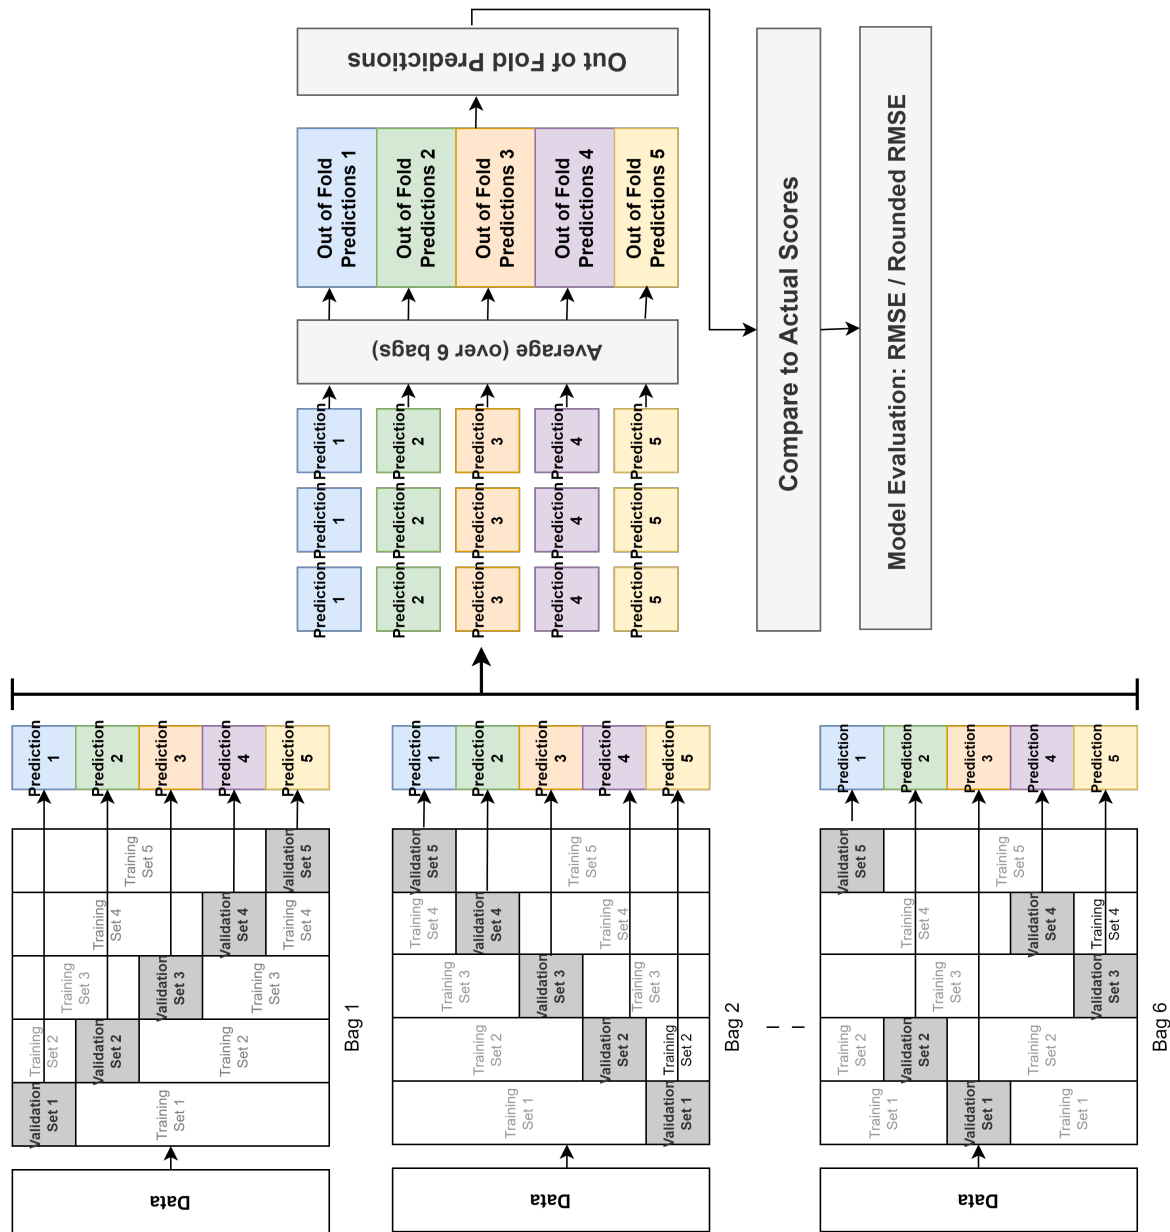 Out of Fold Predictions
Out of Fold
Predictions 1
Out of Fold
Predictions 2
Out of Fold
Predictions 3
Out of Fold
Predictions 4
Out of Fold
Predictions 5
Average (over 6 bags)
Prediction
1
Prediction
2
Prediction
3
Prediction
4
Prediction
5
Prediction
1
Prediction
2
Prediction
3
Prediction
4
Prediction
5
Prediction
1
Prediction
2
Prediction
3
Prediction
4
Prediction
5
Compare to Actual Scores
Model Evaluation: RMSE / Rounded RMSE
Prediction
1
Prediction
2
Prediction
3
Prediction
4
Prediction
5
Training
Set 5
Validation
Set 5
Training
Set 4
Validation
Set 4
Training
Set 4
Training
Set 3
Validation
Set 3
Training
Set 3
Training
Set 2
Validation
Set 2
Training
Set 2
Validation
Set 1
Training
Set 1
Data
Bag 1
Prediction
1
Prediction
2
Prediction
3
Prediction
4
Prediction
5
Validation
Set 5
Training
Set 5
Training
Set 4
Validation
Set 4
Training
Set 4
Training
Set 3
Validation
Set 3
Training
Set 3
Training
Set 2
Validation
Set 2
Training
Set 2
Training
Set 1
Validation
Set 1
Data
Bag 2
Prediction
1
Prediction
2
Prediction
3
Prediction
4
Prediction
5
Validation
Set 5
Training
Set 5
Training
Set 4
Validation
Set 4
Training
Set 4
Training
Set 3
Validation
Set 3
Training
Set 2
Validation
Set 2
Training
Set 2
Training
Set 1
Validation
Set 1
Training
Set 1
Data
Bag 6